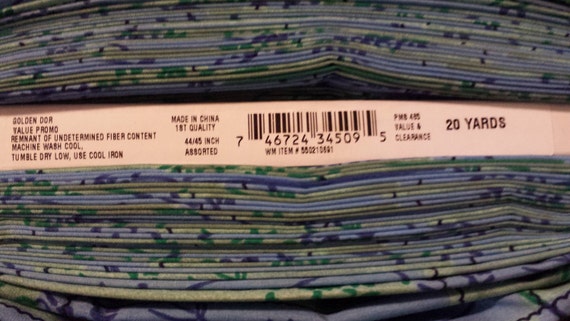 GOLDEN DOR
VALUE PROMO
REMNANT OF UNDETERMINED FIBER CONTENT
MACHINE WASH COOL,
TUMBLE DRY LOW, USE COOL IRON
MADE IN CHINA
1ST QUALITY
44/45 INCH
ASSORTED
7 46724 34509 5
WM ITEM # 550210691
PMB 485
VALUE &
CLEARANCE
20 YARDS